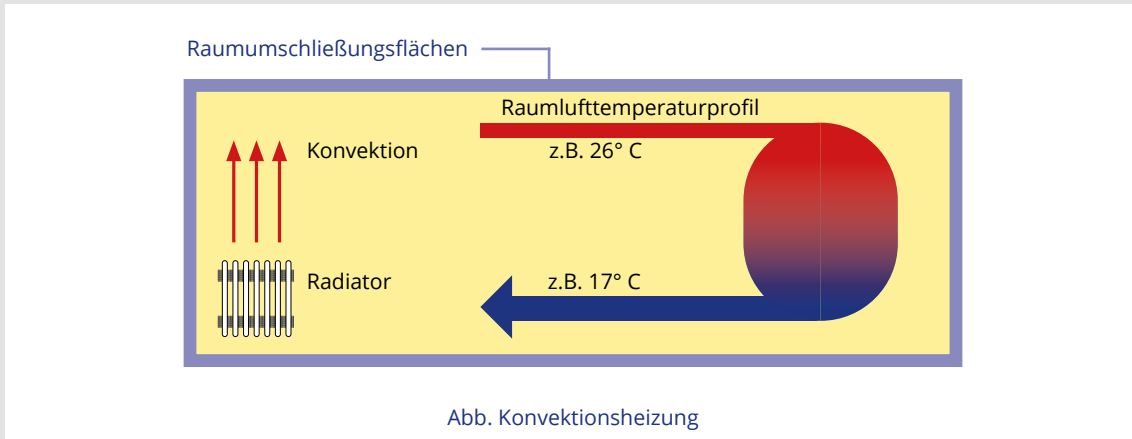 Raumumschließungsflächen
Raumlufttemperaturprofil
Konvektion
z.B. 26° C
Radiator
z.B. 17° C
Abb. Konvektionsheizung